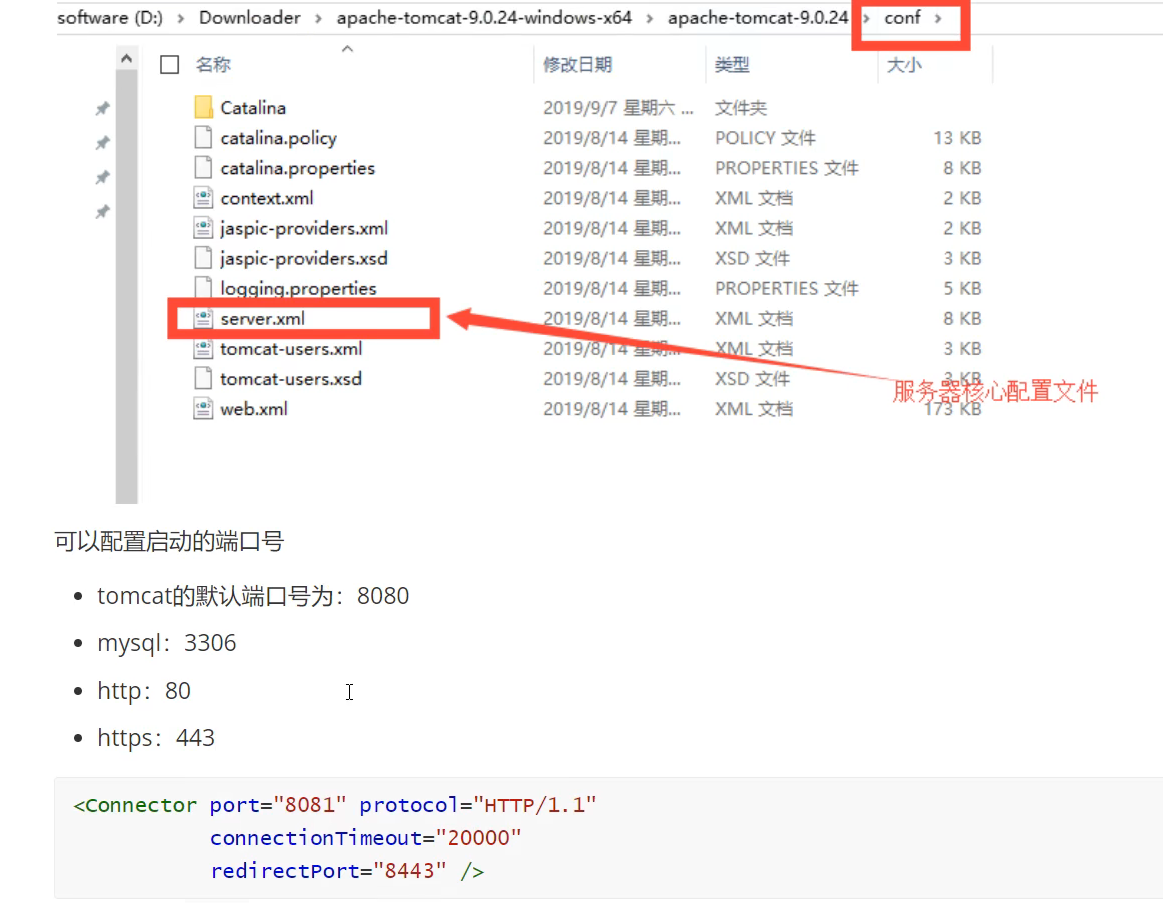 software (D:) › Downloader › apache-tomcat-9.0.24-windows-x64 › apache-tomcat-9.0.24 › conf ›
名称 修改日期 类型 大小
Catalina 2019/9/7 星期六 ... 文件夹
catalina.policy 2019/8/14 星期... POLICY 文件 13 KB
catalina.properties 2019/8/14 星期... PROPERTIES 文件 8 KB
context.xml 2019/8/14 星期... XML 文档 2 KB
jaspic-providers.xml 2019/8/14 星期... XML 文档 2 KB
jaspic-providers.xsd 2019/8/14 星期... XSD 文件 3 KB
logging.properties 2019/8/14 星期... PROPERTIES 文件 5 KB
server.xml 2019/8/14 星期... XML 文档 8 KB
tomcat-users.xml 2019/8/14 星期... XML 文档 3 KB
tomcat-users.xsd 2019/8/14 星期... XSD 文件 3 KB
服务器核心配置文件
web.xml 2019/8/14 星期... XML 文档 173 KB
可以配置启动的端口号
• tomcat的默认端口号为：8080
• mysql：3306
• http：80
• https：443
<Connector port="8081" protocol="HTTP/1.1"
connectionTimeout="20000"
redirectPort="8443" />